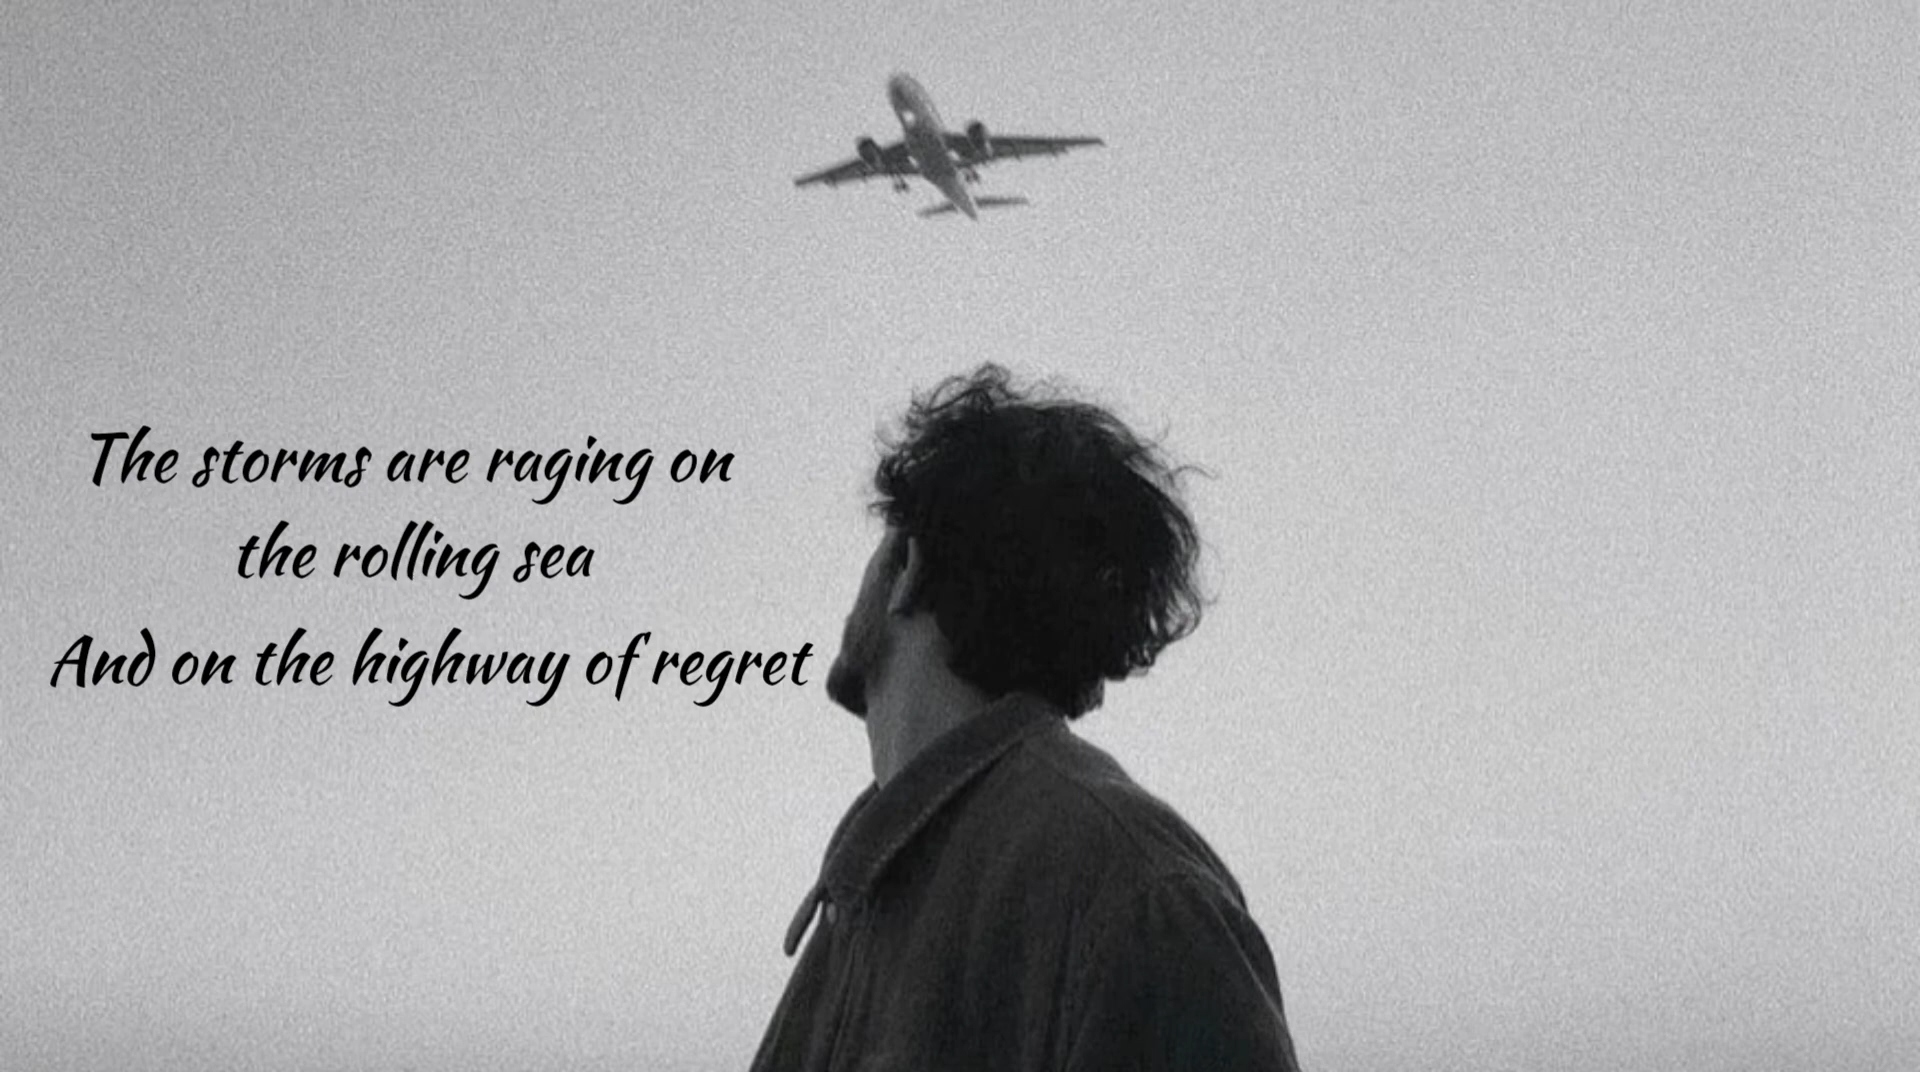 The storms are raging on
the rolling sea
And on the highway of regret